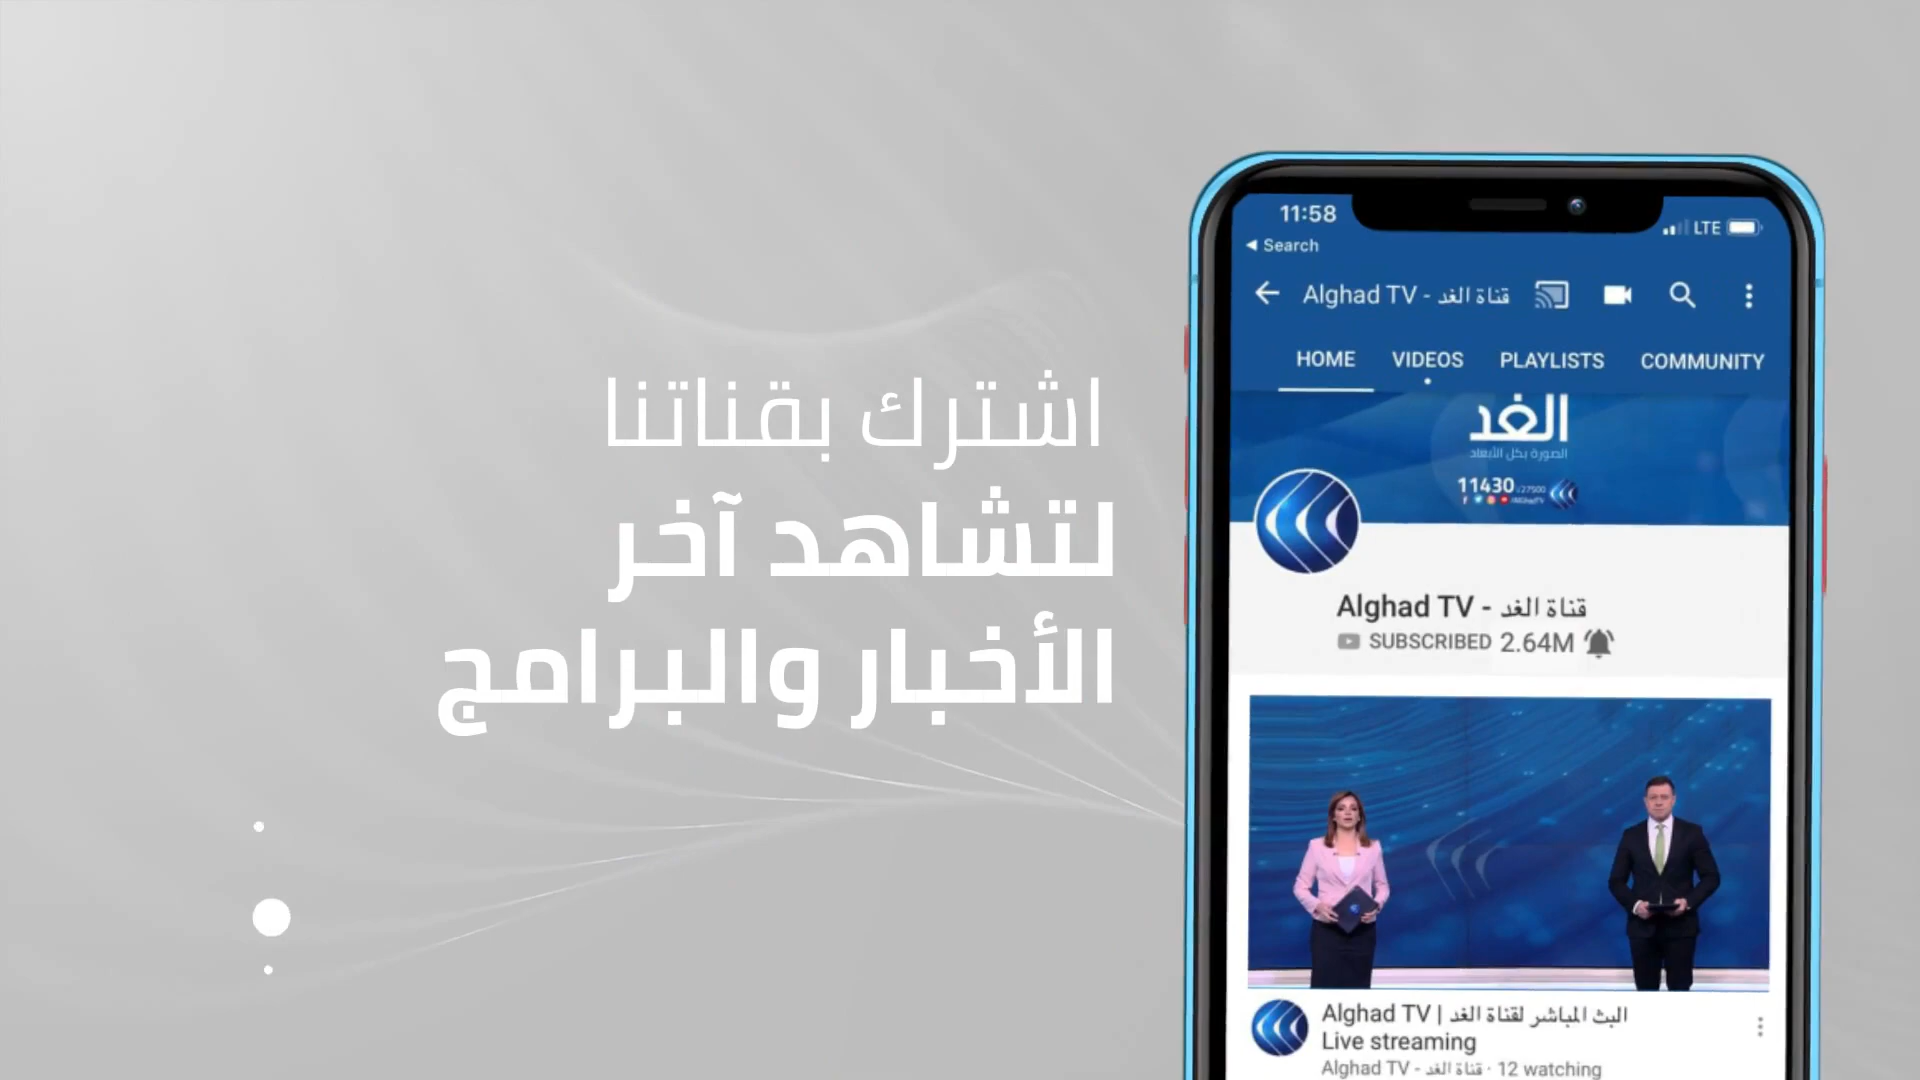 اشترك بقناتنا
لتشاهد آخر
الأخبار والبرامج
11:58
LTE
Search
Alghad TV - قناة الغد
HOME VIDEOS PLAYLISTS COMMUNITY
الغد
الصورة بكل الأبعاد
11430 27500
AlGhadTV
Alghad TV - قناة الغد
SUBSCRIBED 2.64M
Alghad TV | البث المباشر لقناة الغد
Live streaming
Alghad TV - قناة الغد · 12 watching